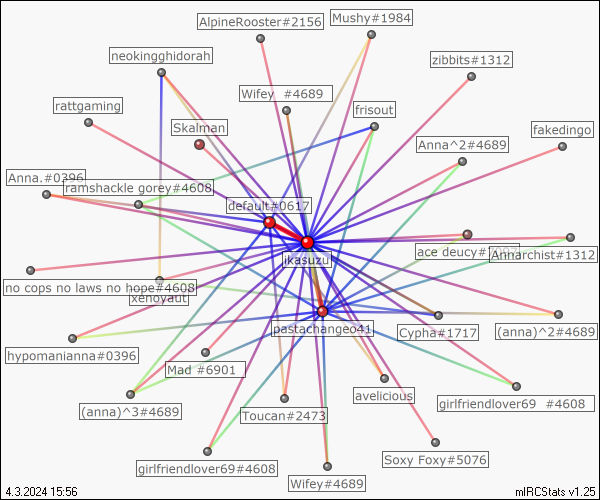 AlpineRooster#2156
Mushy#1984
neokingghidorah
zibbits#1312
Wifey #4689
rattgaming
frisout
Skalman
fakedingo
Anna^2#4689
Anna.#0396
ramshackle gorey#4608
default#0617
ace deucy#
Annarchist#1312
ikasuzu
no cops no laws no hope#4608
xenoyaut
pastachangeo41
Cypha#1717
(anna)^2#4689
hypomanianna#0396
Mad #6901
avelicious
girlfriendlover69 #4608
(anna)^3#4689
Toucan#2473
Soxy Foxy#5076
girlfriendlover69#4608
Wifey#4689
4.3.2024 15:56
mIRCStats v1.25